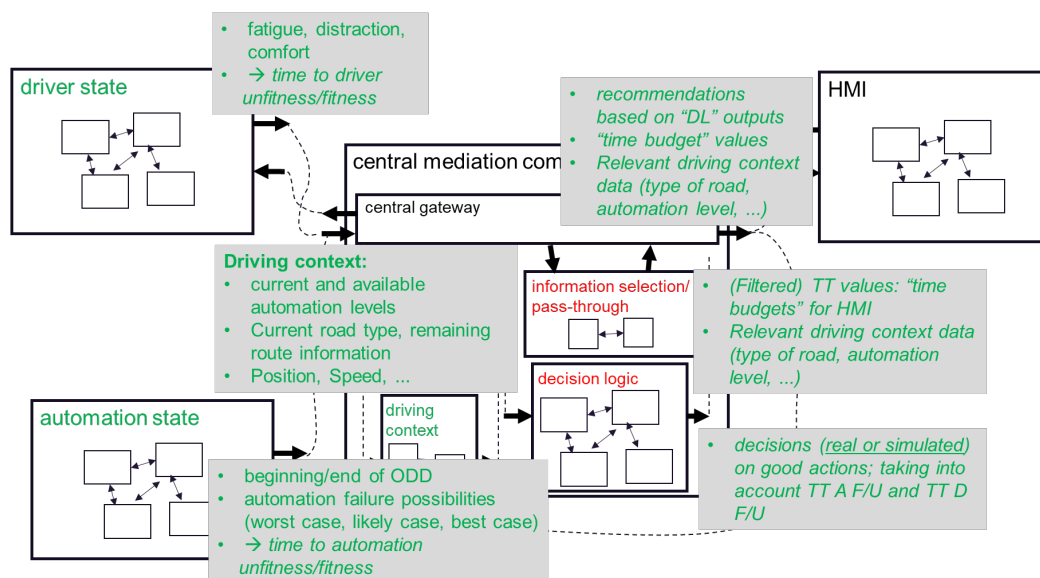 • fatigue, distraction,
comfort
• → time to driver
unfitness/fitness
driver state
HMI
• recommendations
based on “DL” outputs
• “time budget” values
• Relevant driving context
data (type of road,
automation level, ...)
central mediation com
central gateway
Driving context:
• current and available
automation levels
• Current road type, remaining
route information
• Position, Speed, ...
information selection/
pass-through
• (Filtered) TT values: “time
budgets” for HMI
• Relevant driving context data
(type of road, automation
level, ...)
decision logic
driving
context
automation state
• decisions (real or simulated)
on good actions; taking into
account TT A F/U and TT D
F/U
• beginning/end of ODD
• automation failure possibilities
(worst case, likely case, best case)
• → time to automation
unfitness/fitness